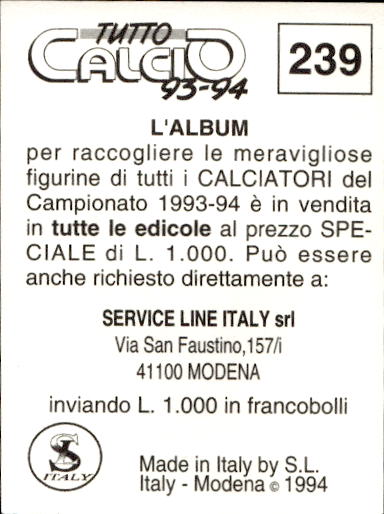 TUTTO
CALCIO
93-94
239
L'ALBUM
per raccogliere le meravigliose
figurine di tutti i CALCIATORI del
Campionato 1993-94 è in vendita
in tutte le edicole al prezzo SPE-
CIALE di L. 1.000. Può essere
anche richiesto direttamente a:
SERVICE LINE ITALY srl
Via San Faustino,157/i
41100 MODENA
inviando L. 1.000 in francobolli
SL
ITALY
Made in Italy by S.L.
Italy - Modena © 1994